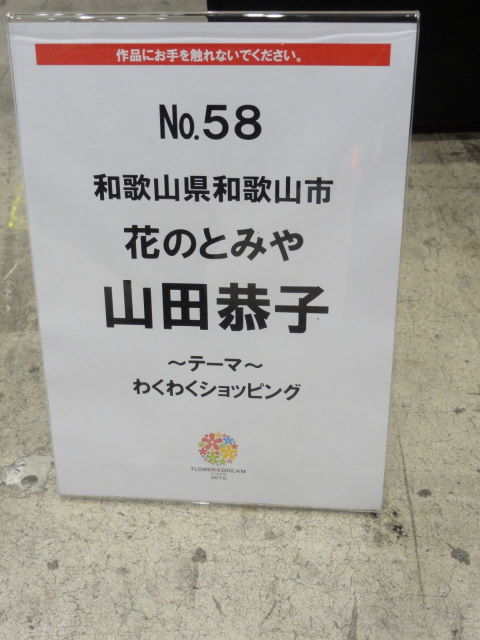 作品にお手を触れないでください。
No.58
和歌山県和歌山市
花のとみや
山田恭子
～テーマ～
わくわくショッピング
FLOWER DREAM